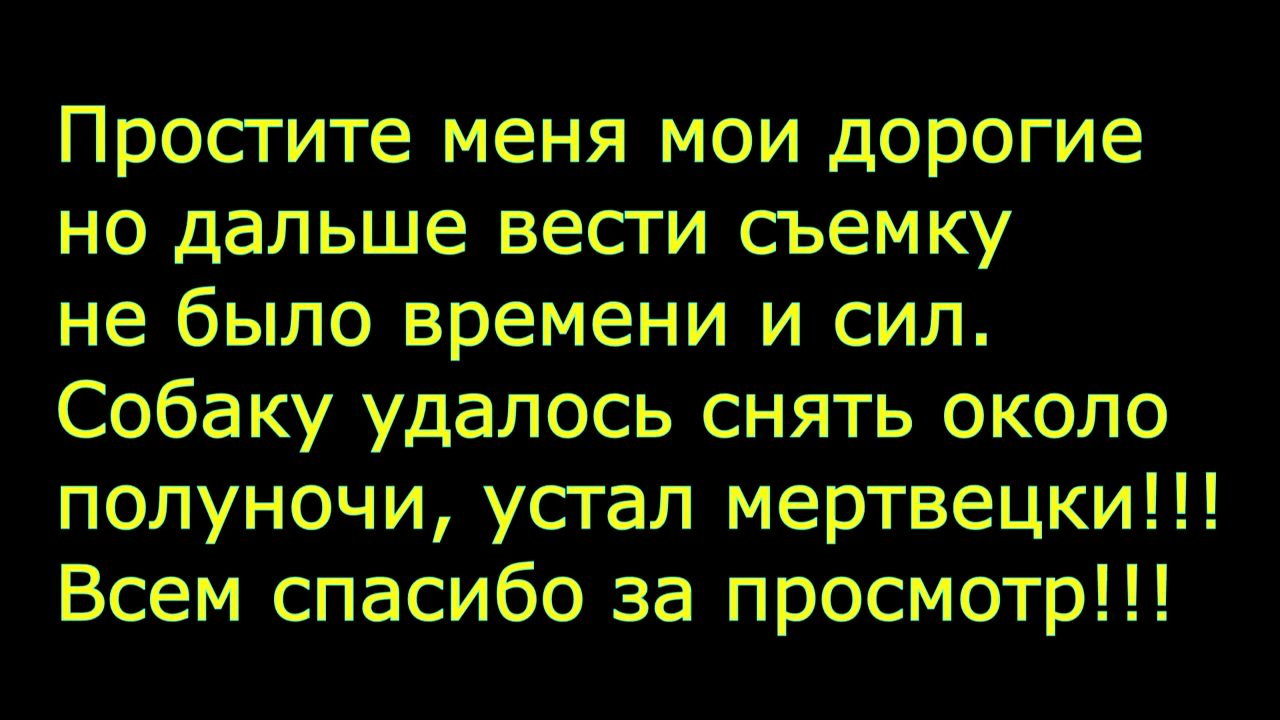 Простите меня мои дорогие
но дальше вести съемку
не было времени и сил.
Собаку удалось снять около
полуночи, устал мертвецки!!!
Всем спасибо за просмотр!!!